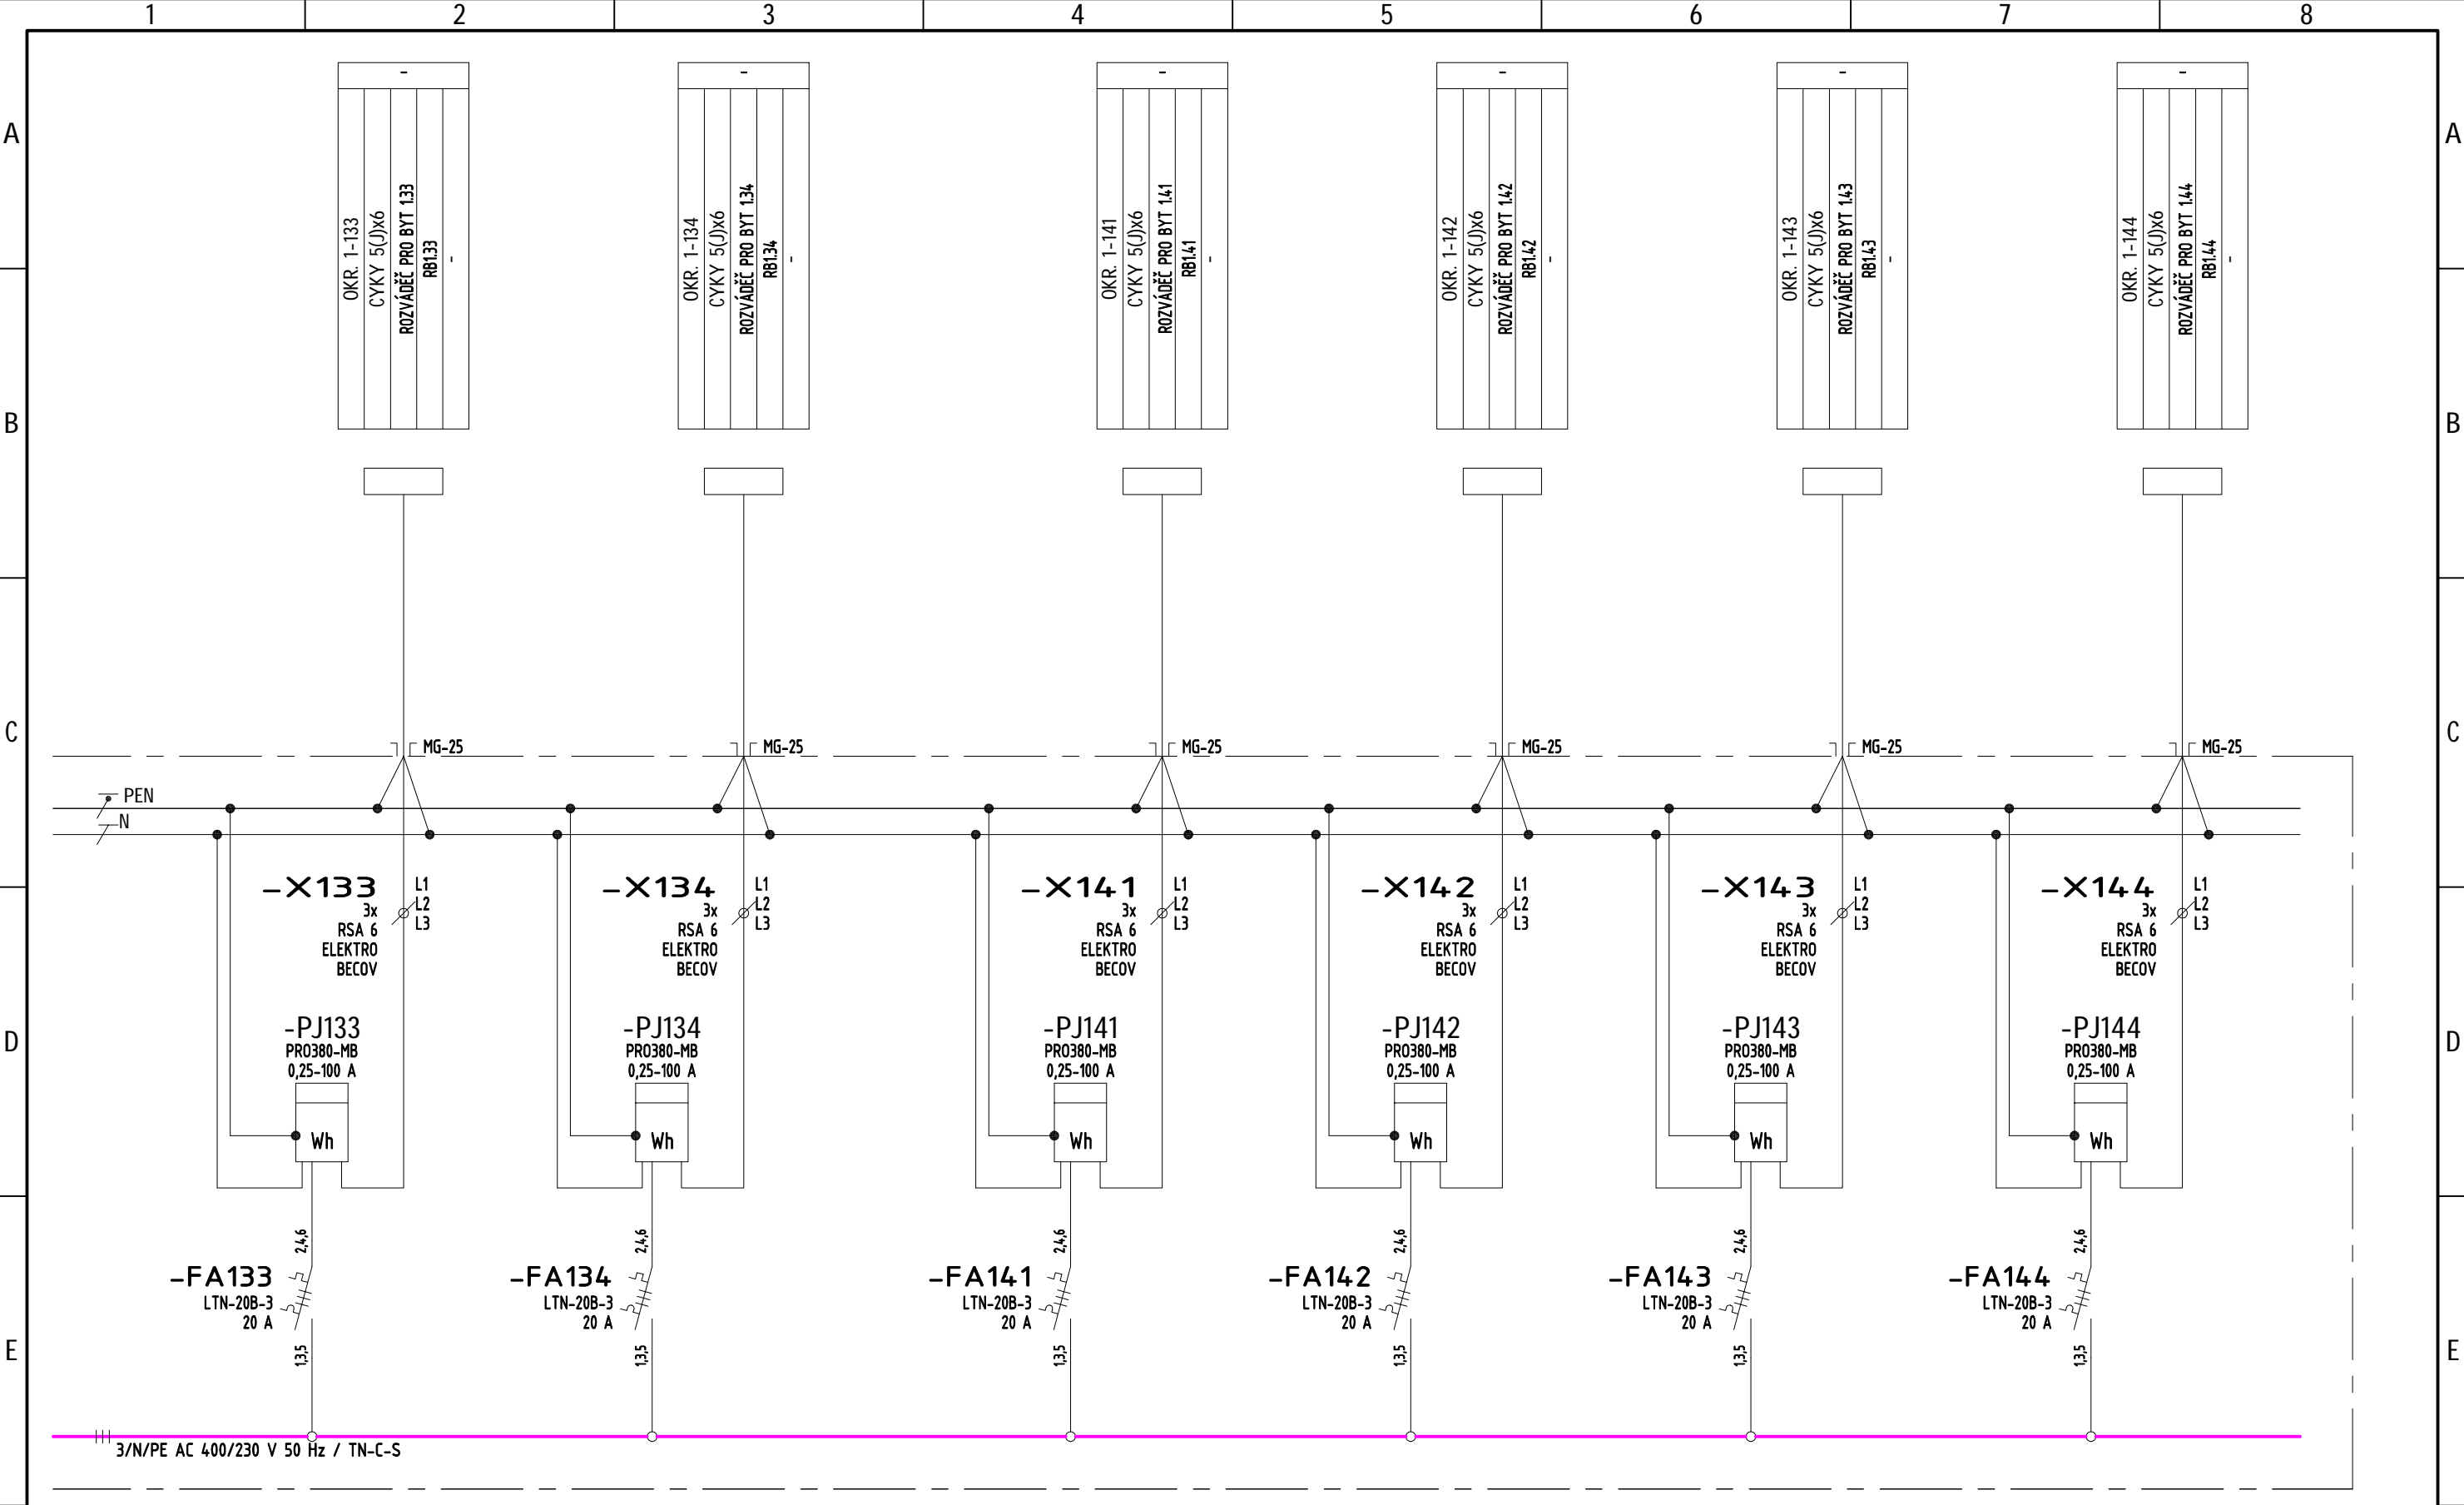 1 2 3 4 5 6 7 8
A A
- - - - - -
OKR. 1-133
CYKY 5(J)x6
ROZVÁDĚČ PRO BYT 1.33
RB1.33
-
OKR. 1-134
CYKY 5(J)x6
ROZVÁDĚČ PRO BYT 1.34
RB1.34
-
OKR. 1-141
CYKY 5(J)x6
ROZVÁDĚČ PRO BYT 1.41
RB1.41
-
OKR. 1-142
CYKY 5(J)x6
ROZVÁDĚČ PRO BYT 1.42
RB1.42
-
OKR. 1-143
CYKY 5(J)x6
ROZVÁDĚČ PRO BYT 1.43
RB1.43
-
OKR. 1-144
CYKY 5(J)x6
ROZVÁDĚČ PRO BYT 1.44
RB1.44
-
B B
C C
MG-25 MG-25 MG-25 MG-25 MG-25 MG-25
PEN
N
-X133
3x
RSA 6
ELEKTRO
BECOV
L1
L2
L3
-X134
3x
RSA 6
ELEKTRO
BECOV
L1
L2
L3
-X141
3x
RSA 6
ELEKTRO
BECOV
L1
L2
L3
-X142
3x
RSA 6
ELEKTRO
BECOV
L1
L2
L3
-X143
3x
RSA 6
ELEKTRO
BECOV
L1
L2
L3
-X144
3x
RSA 6
ELEKTRO
BECOV
L1
L2
L3
D D
-PJ133
PRO380-MB
0,25-100 A
Wh
-PJ134
PRO380-MB
0,25-100 A
Wh
-PJ141
PRO380-MB
0,25-100 A
Wh
-PJ142
PRO380-MB
0,25-100 A
Wh
-PJ143
PRO380-MB
0,25-100 A
Wh
-PJ144
PRO380-MB
0,25-100 A
Wh
2,4,6
-FA133
LTN-20B-3
20 A
1,3,5
2,4,6
-FA134
LTN-20B-3
20 A
1,3,5
2,4,6
-FA141
LTN-20B-3
20 A
1,3,5
2,4,6
-FA142
LTN-20B-3
20 A
1,3,5
2,4,6
-FA143
LTN-20B-3
20 A
1,3,5
2,4,6
-FA144
LTN-20B-3
20 A
1,3,5
E E
3/N/PE AC 400/230 V 50 Hz / TN-C-S